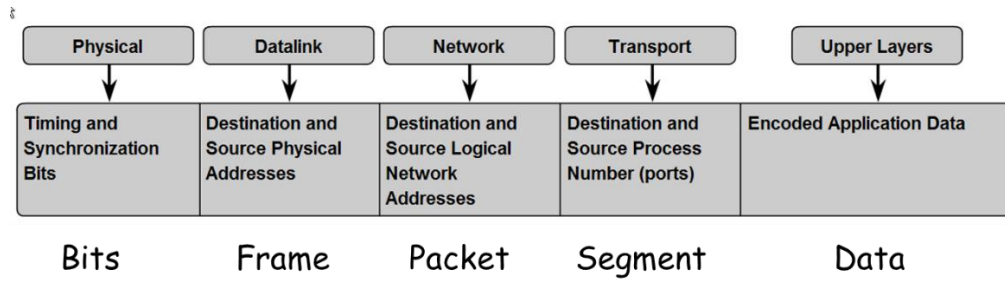 Physical
Datalink
Network
Transport
Upper Layers
Timing and
Synchronization
Bits
Destination and
Source Physical
Addresses
Destination and
Source Logical
Network
Addresses
Destination and
Source Process
Number (ports)
Encoded Application Data
Bits
Frame
Packet
Segment
Data